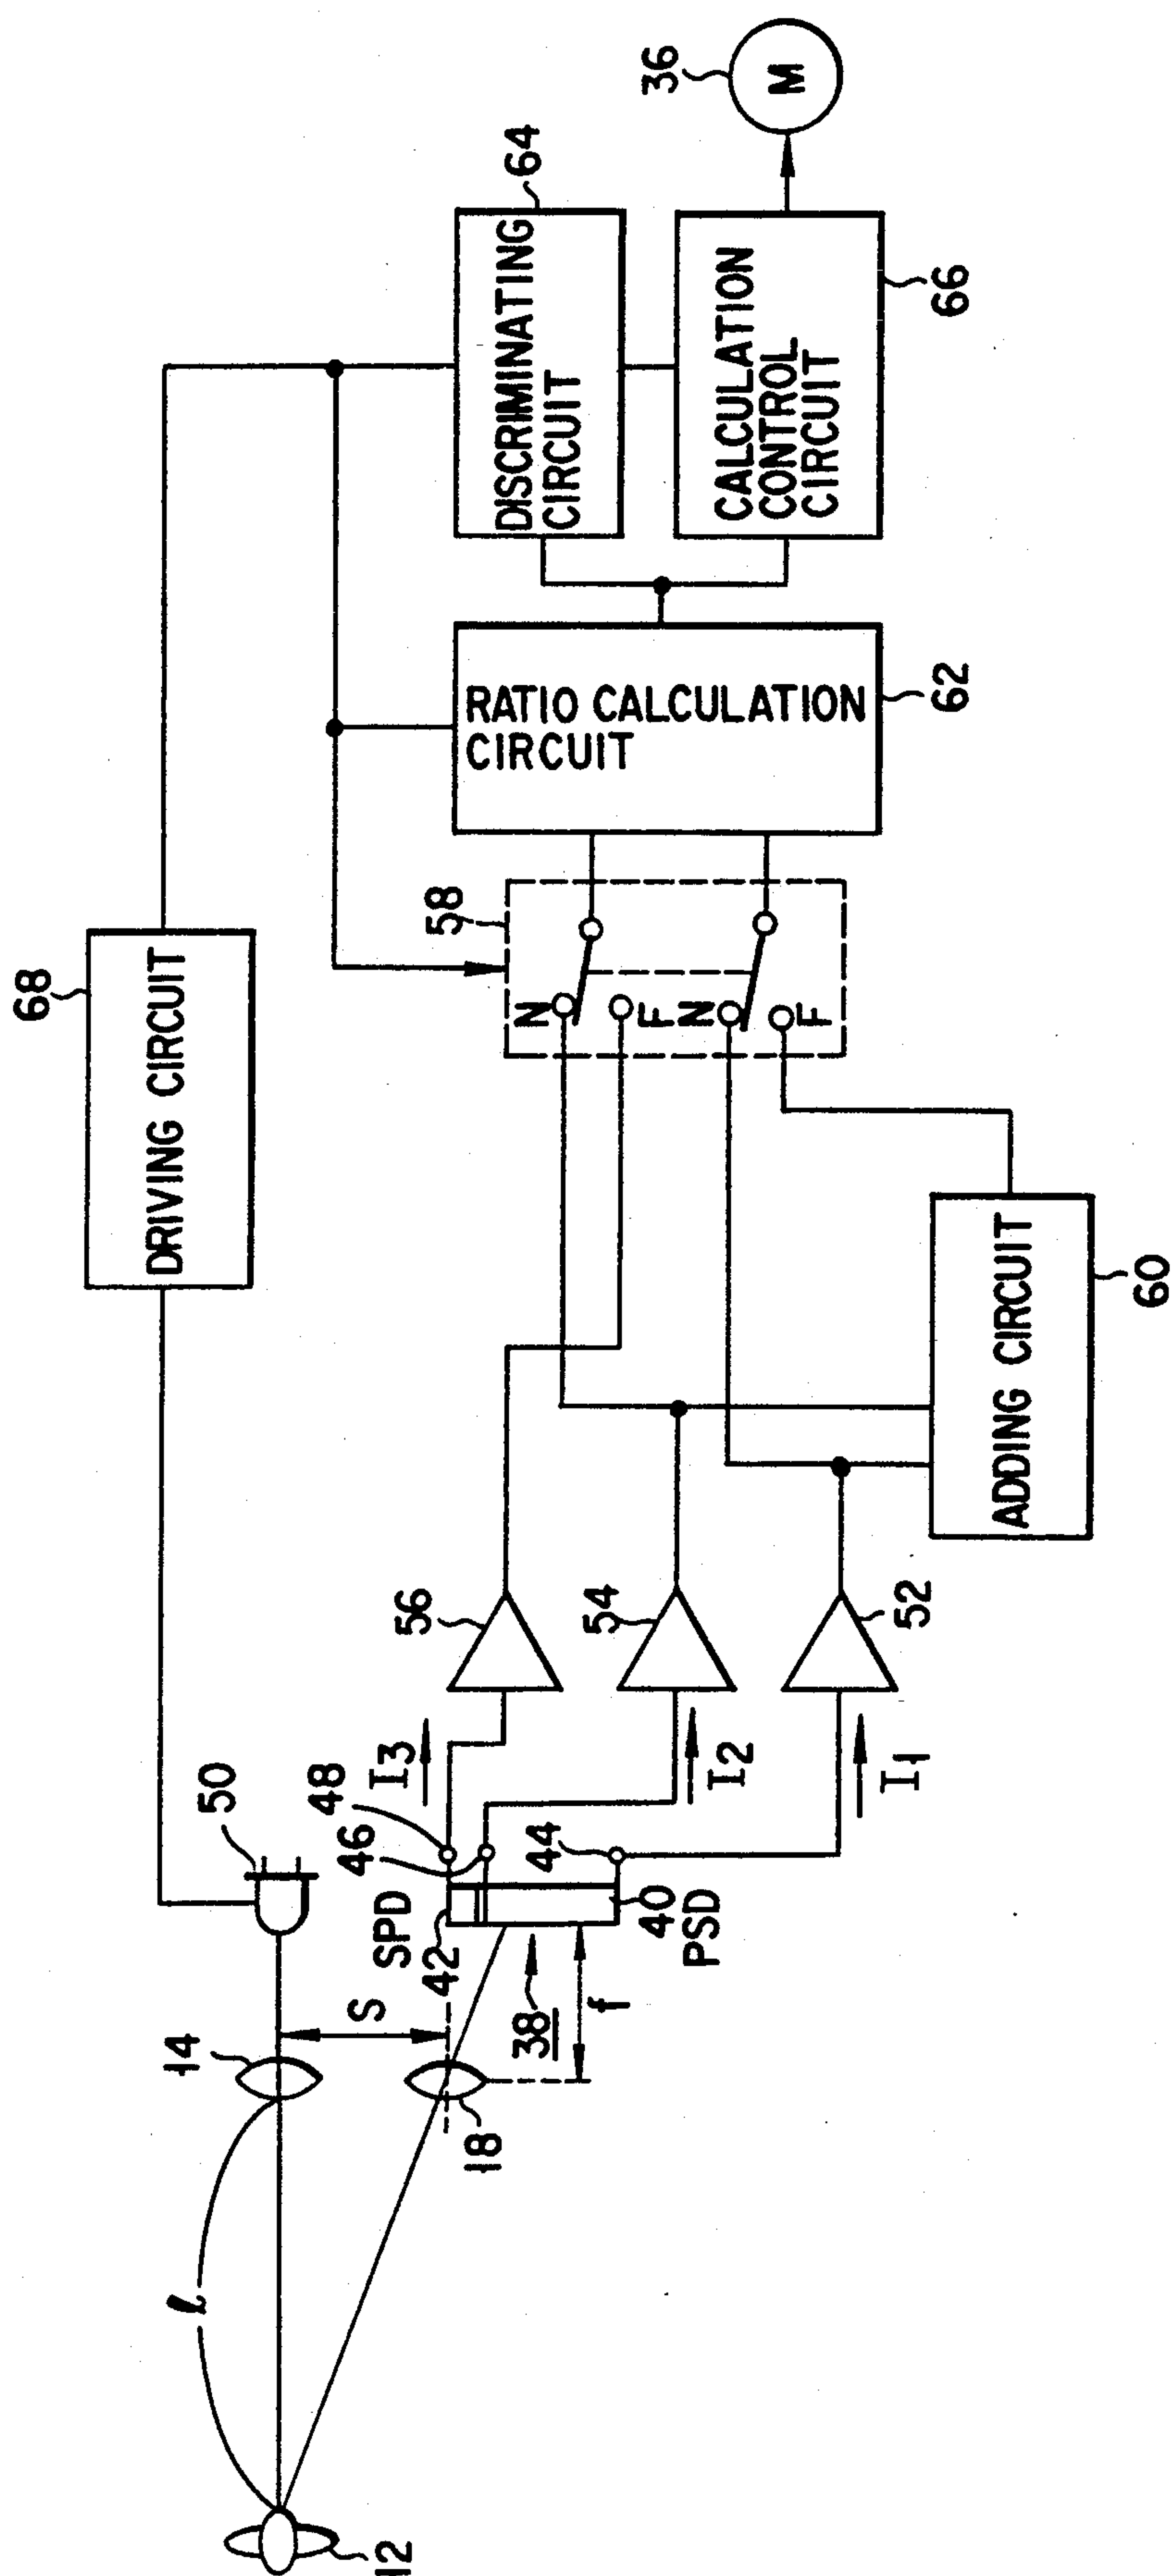 12
l
14
S
18
50
68
DRIVING CIRCUIT
SPD
42
48
46
44
40
PSD
38
f
I3
I2
I1
56
54
52
ADDING CIRCUIT
60
58
N
F
N
F
RATIO CALCULATION
CIRCUIT
62
DISCRIMINATING
CIRCUIT
64
CALCULATION
CONTROL
CIRCUIT
66
36
M